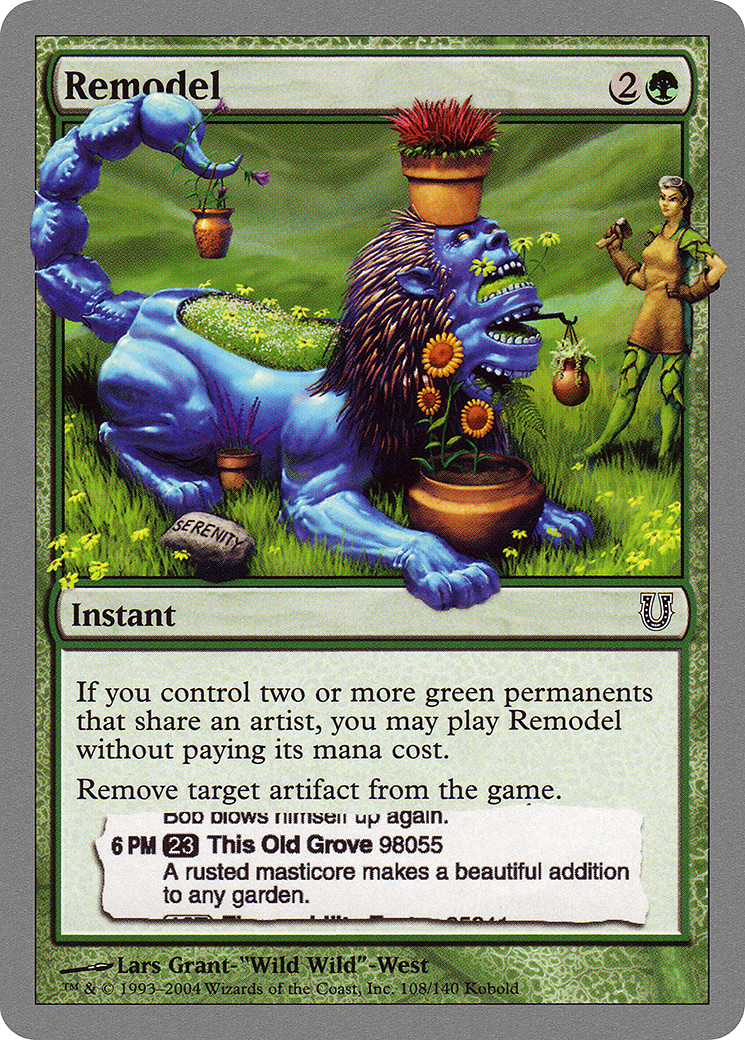 Remodel 2
SERENITY
Instant
If you control two or more green permanents
that share an artist, you may play Remodel
without paying its mana cost.
Remove target artifact from the game.
Bob blows himself up again.
6 PM 23 This Old Grove 98055
A rusted masticore makes a beautiful addition
to any garden.
Lars Grant-"Wild Wild"-West
™ & © 1993–2004 Wizards of the Coast, Inc. 108/140 Kobold